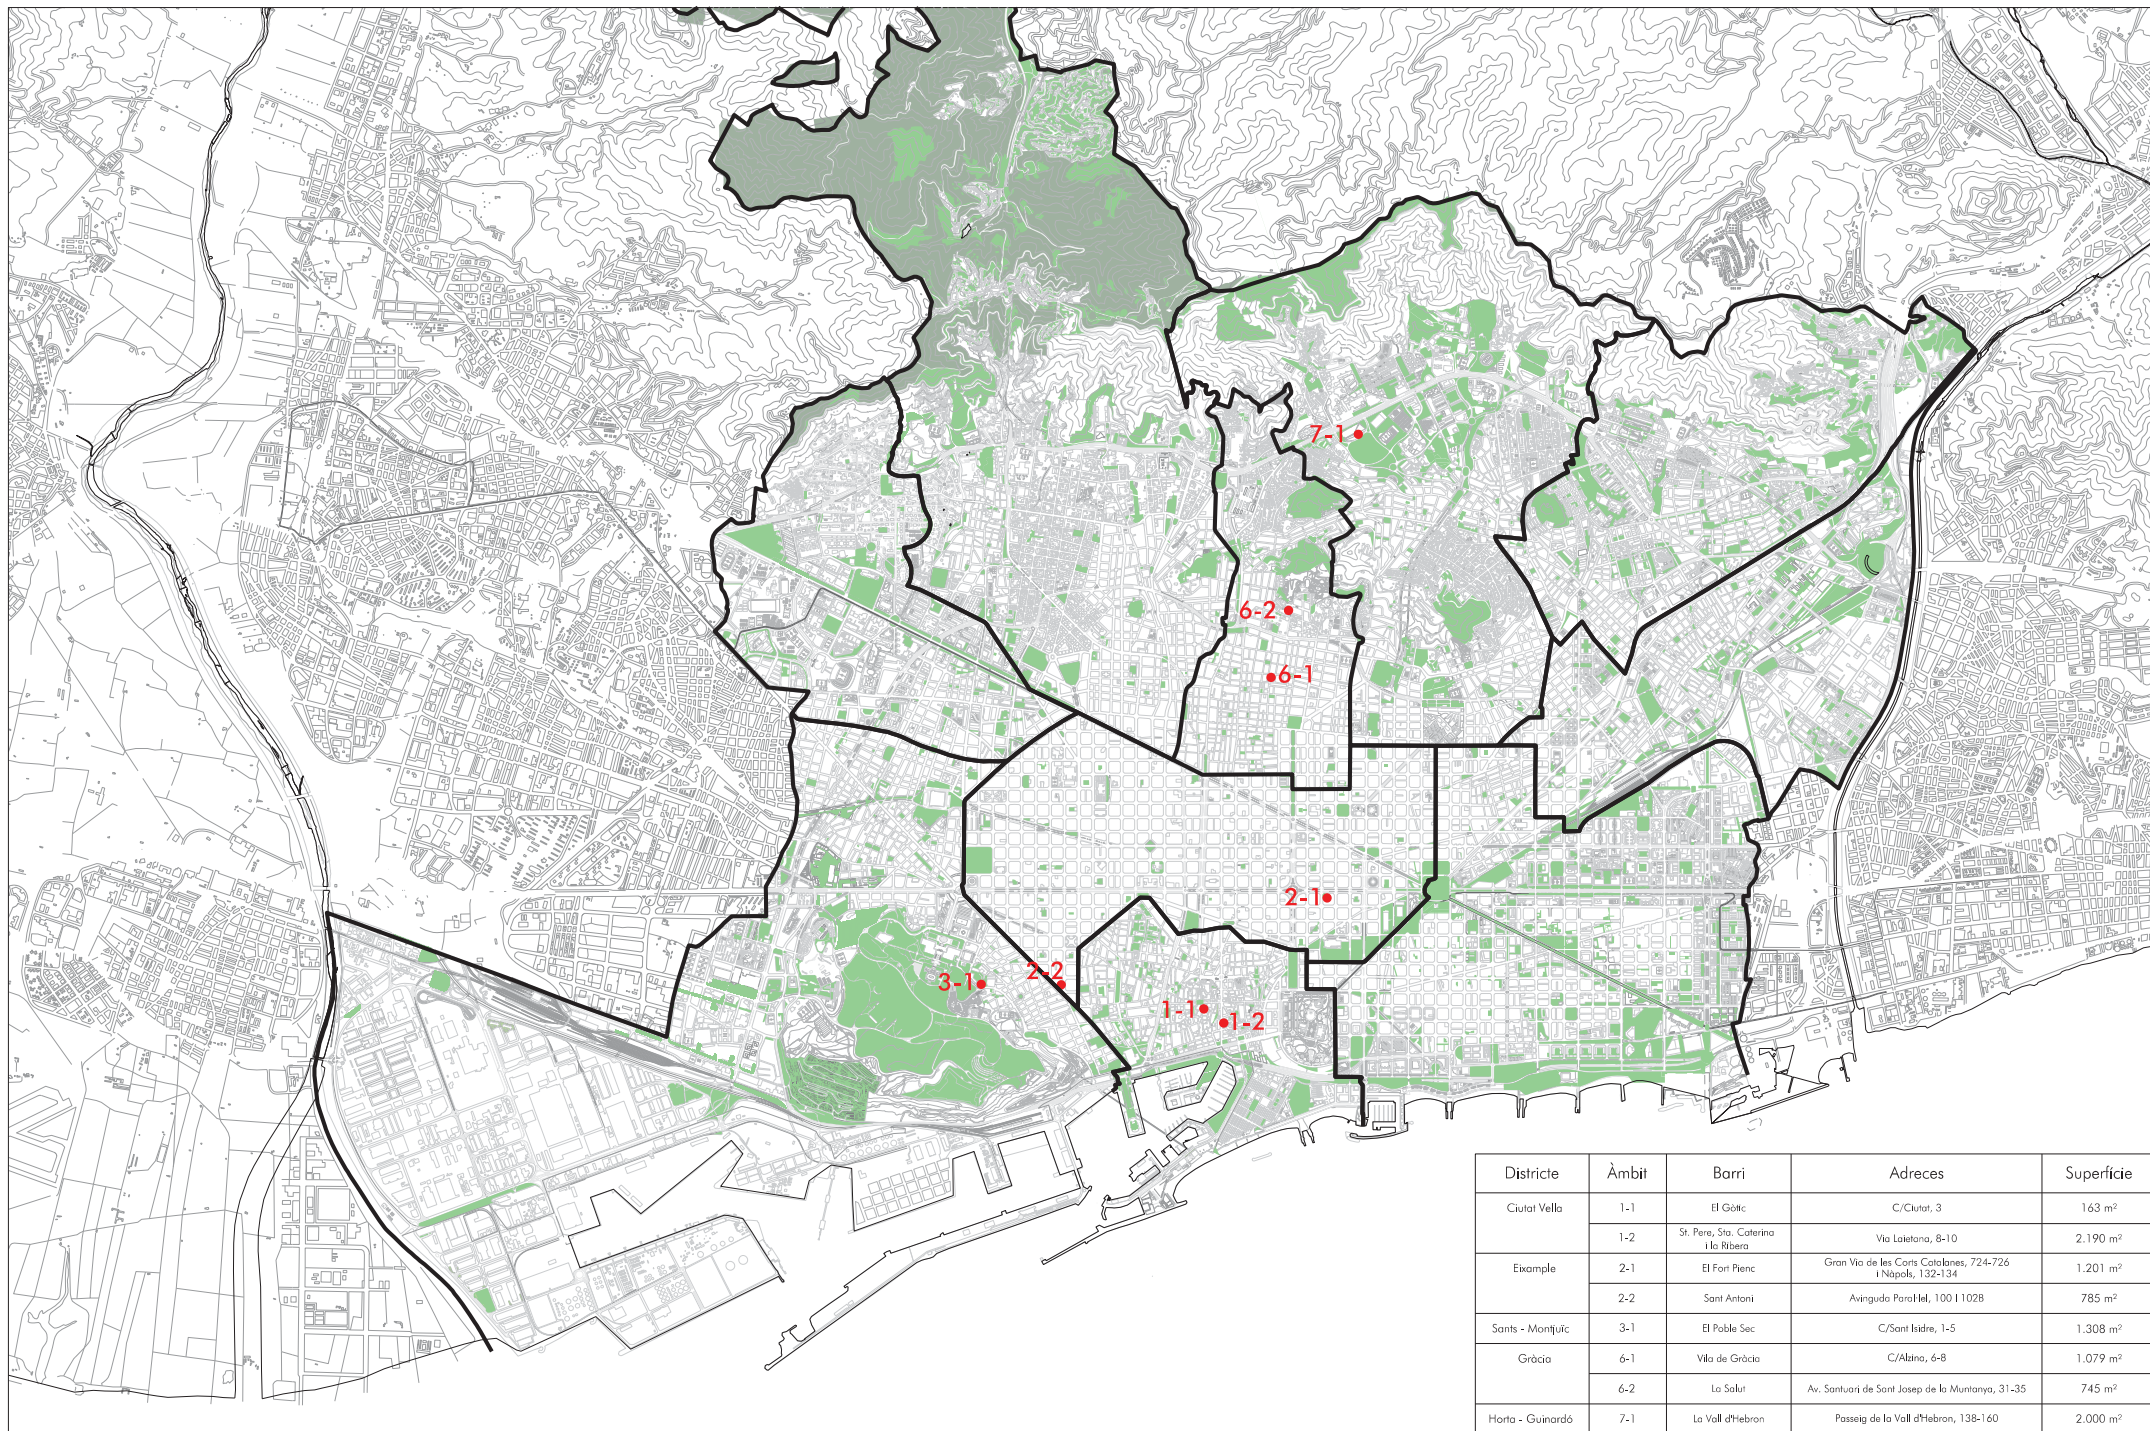 7-1
6-2
6-1
2-1
3-1
2-2
1-1
1-2
Districte Àmbit Barri Adreces Superfície
Ciutat Vella 1-1 El Gòtic C/Ciutat, 3 163 m²
1-2 St. Pere, Sta. Caterina
i la Ribera Via Laietana, 8-10 2.190 m²
Eixample 2-1 El Fort Pienc Gran Via de les Corts Catalanes, 724-726
i Nàpols, 132-134 1.201 m²
2-2 Sant Antoni Avinguda Paral·lel, 100 I 102B 785 m²
Sants - Montjuïc 3-1 El Poble Sec C/Sant Isidre, 1-5 1.308 m²
Gràcia 6-1 Vila de Gràcia C/Alzina, 6-8 1.079 m²
6-2 La Salut Av. Santuari de Sant Josep de la Muntanya, 31-35 745 m²
Horta - Guinardó 7-1 La Vall d'Hebron Passeig de la Vall d'Hebron, 138-160 2.000 m²